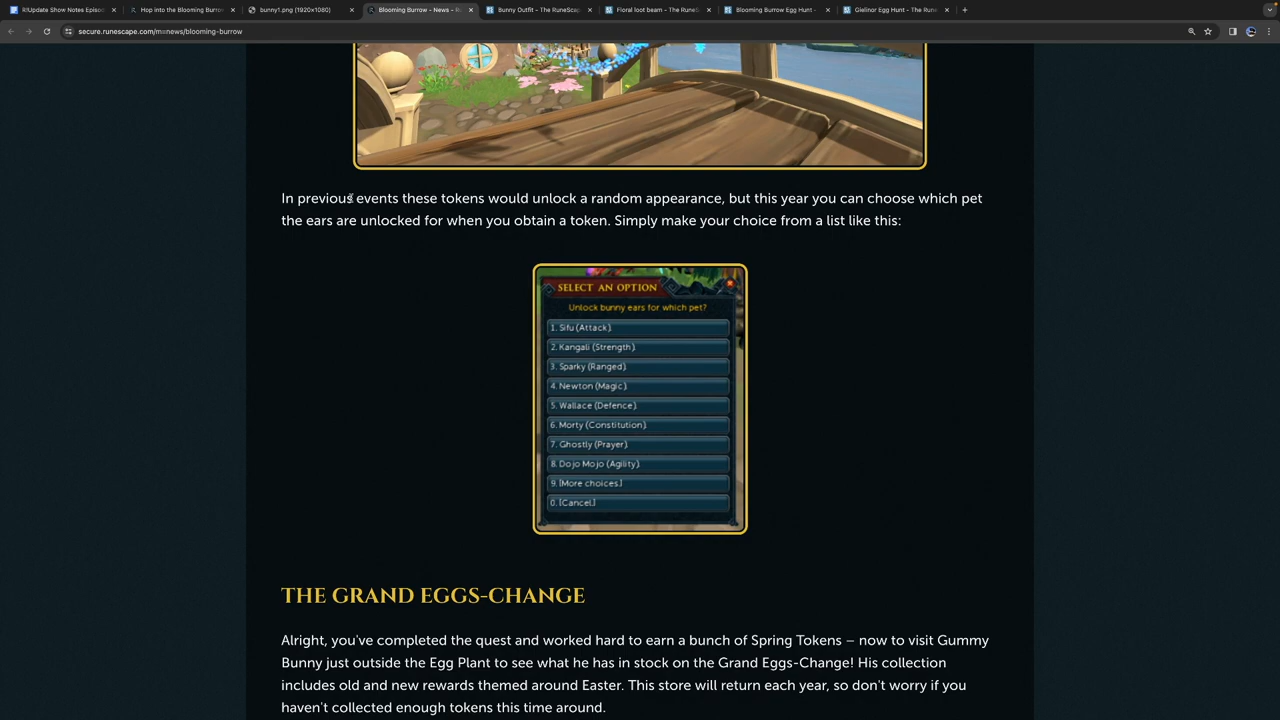 R!Update Show Notes Episod
Hop into the Blooming Burrow
bunny1.png (1920×1080)
Blooming Burrow - News - R
Bunny Outfit - The RuneScap
Floral loot beam - The RuneS
Blooming Burrow Egg Hunt -
Gielinor Egg Hunt - The Rune
secure.runescape.com/m=news/blooming-burrow
In previous events these tokens would unlock a random appearance, but this year you can choose which pet
the ears are unlocked for when you obtain a token. Simply make your choice from a list like this:
SELECT AN OPTION
Unlock bunny ears for which pet?
1. Sifu (Attack).
2. Kangali (Strength).
3. Sparky (Ranged).
4. Newton (Magic).
5. Wallace (Defence).
6. Morty (Constitution).
7. Ghostly (Prayer).
8. Dojo Mojo (Agility).
9. [More choices.]
0. [Cancel.]
THE GRAND EGGS-CHANGE
Alright, you've completed the quest and worked hard to earn a bunch of Spring Tokens – now to visit Gummy
Bunny just outside the Egg Plant to see what he has in stock on the Grand Eggs-Change! His collection
includes old and new rewards themed around Easter. This store will return each year, so don't worry if you
haven't collected enough tokens this time around.